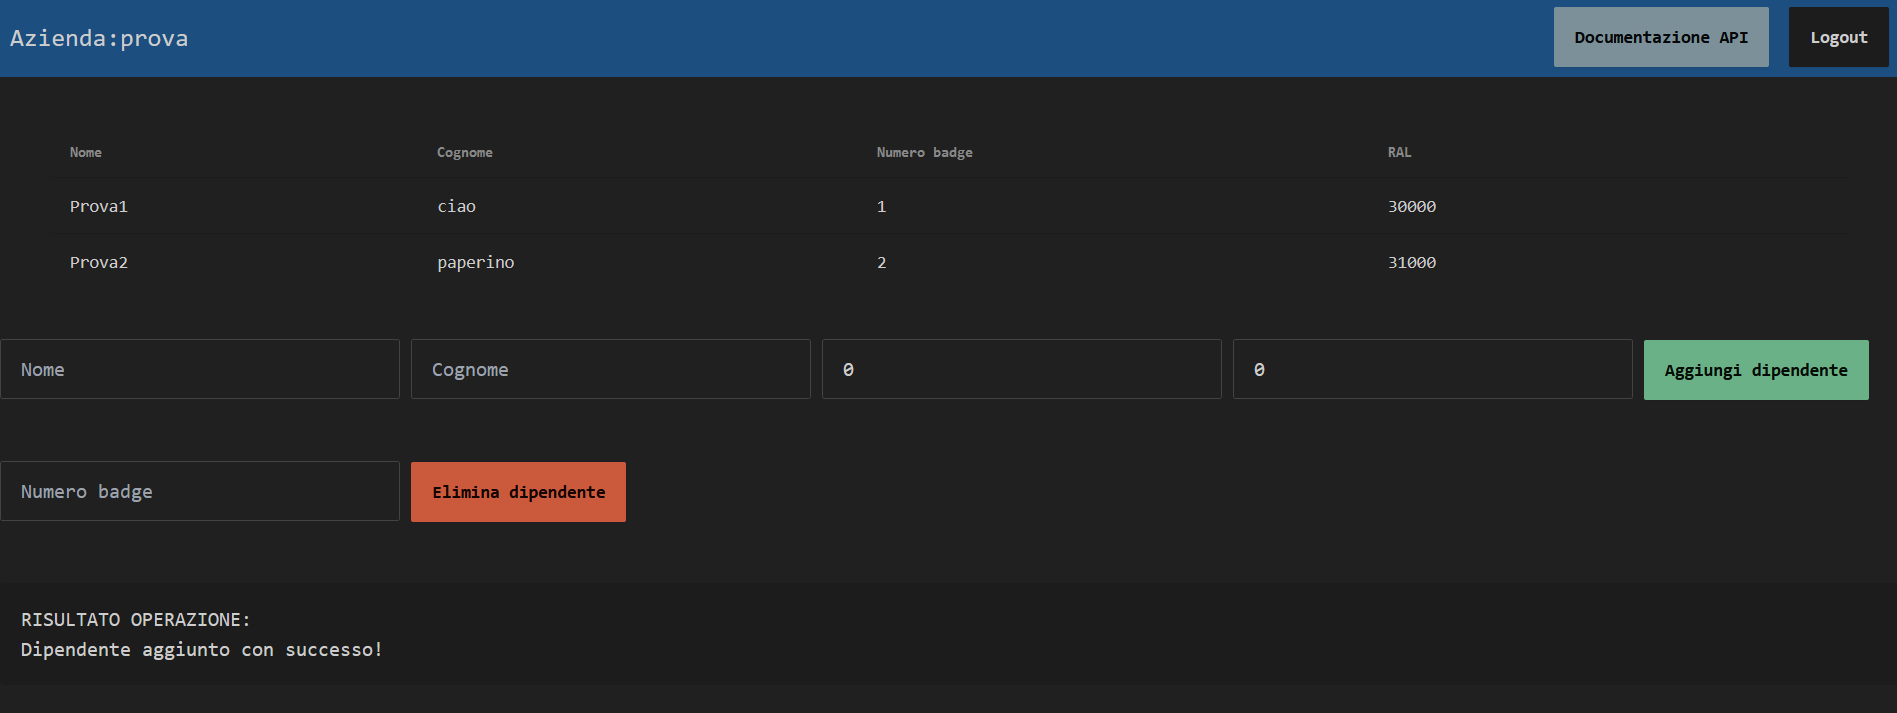 Azienda:prova Documentazione API Logout
Nome Cognome Numero badge RAL
Prova1 ciao 1 30000
Prova2 paperino 2 31000
Nome Cognome 0 0 Aggiungi dipendente
Numero badge Elimina dipendente
RISULTATO OPERAZIONE:
Dipendente aggiunto con successo!